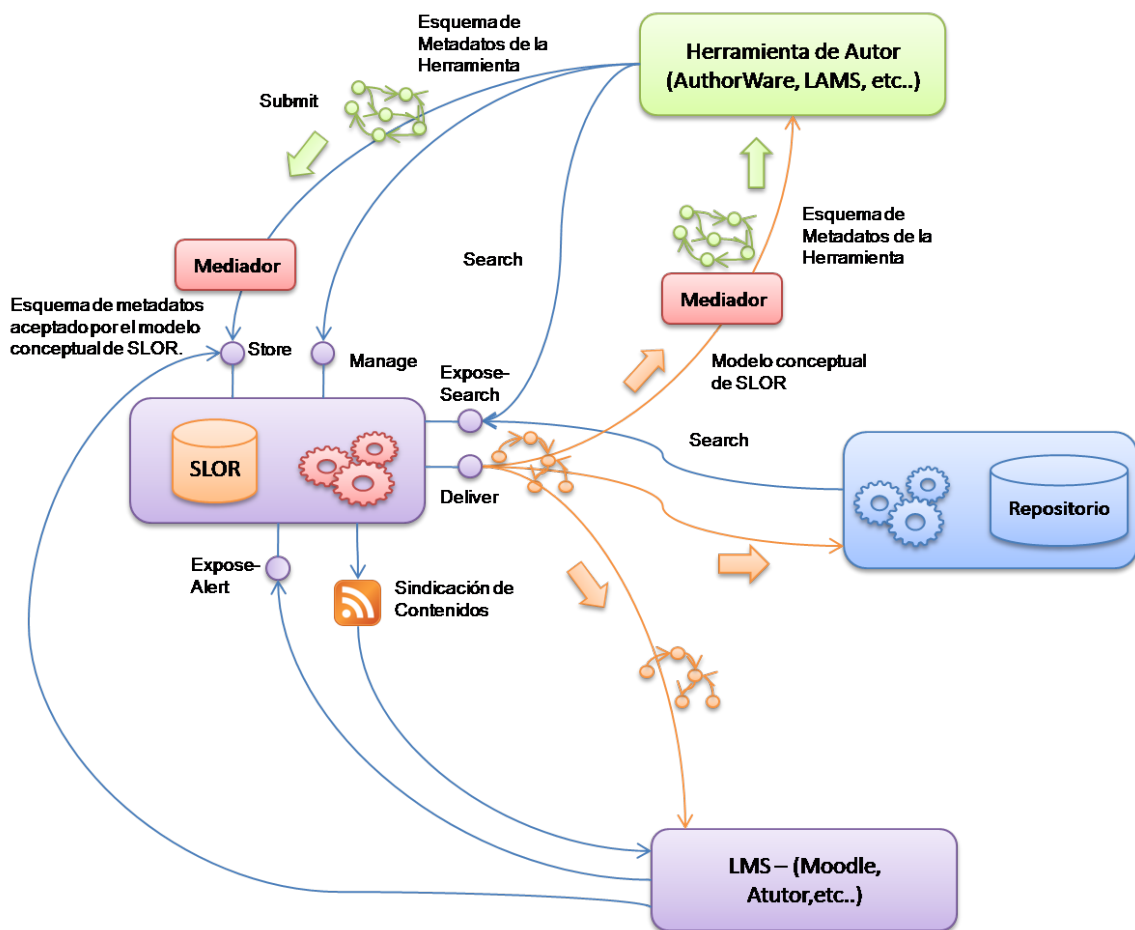 Esquema de
Metadatos de la
Herramienta
Herramienta de Autor
(AuthorWare, LAMS, etc..)
Submit
Esquema de
Metadatos de la
Herramienta
Search
Mediador
Mediador
Esquema de metadatos
aceptado por el modelo
conceptual de SLOR.
Store
Manage
Modelo conceptual
de SLOR
Expose-
Search
Search
SLOR
Deliver
Repositorio
Expose-
Alert
Sindicación de
Contenidos
LMS – (Moodle,
Atutor,etc..)